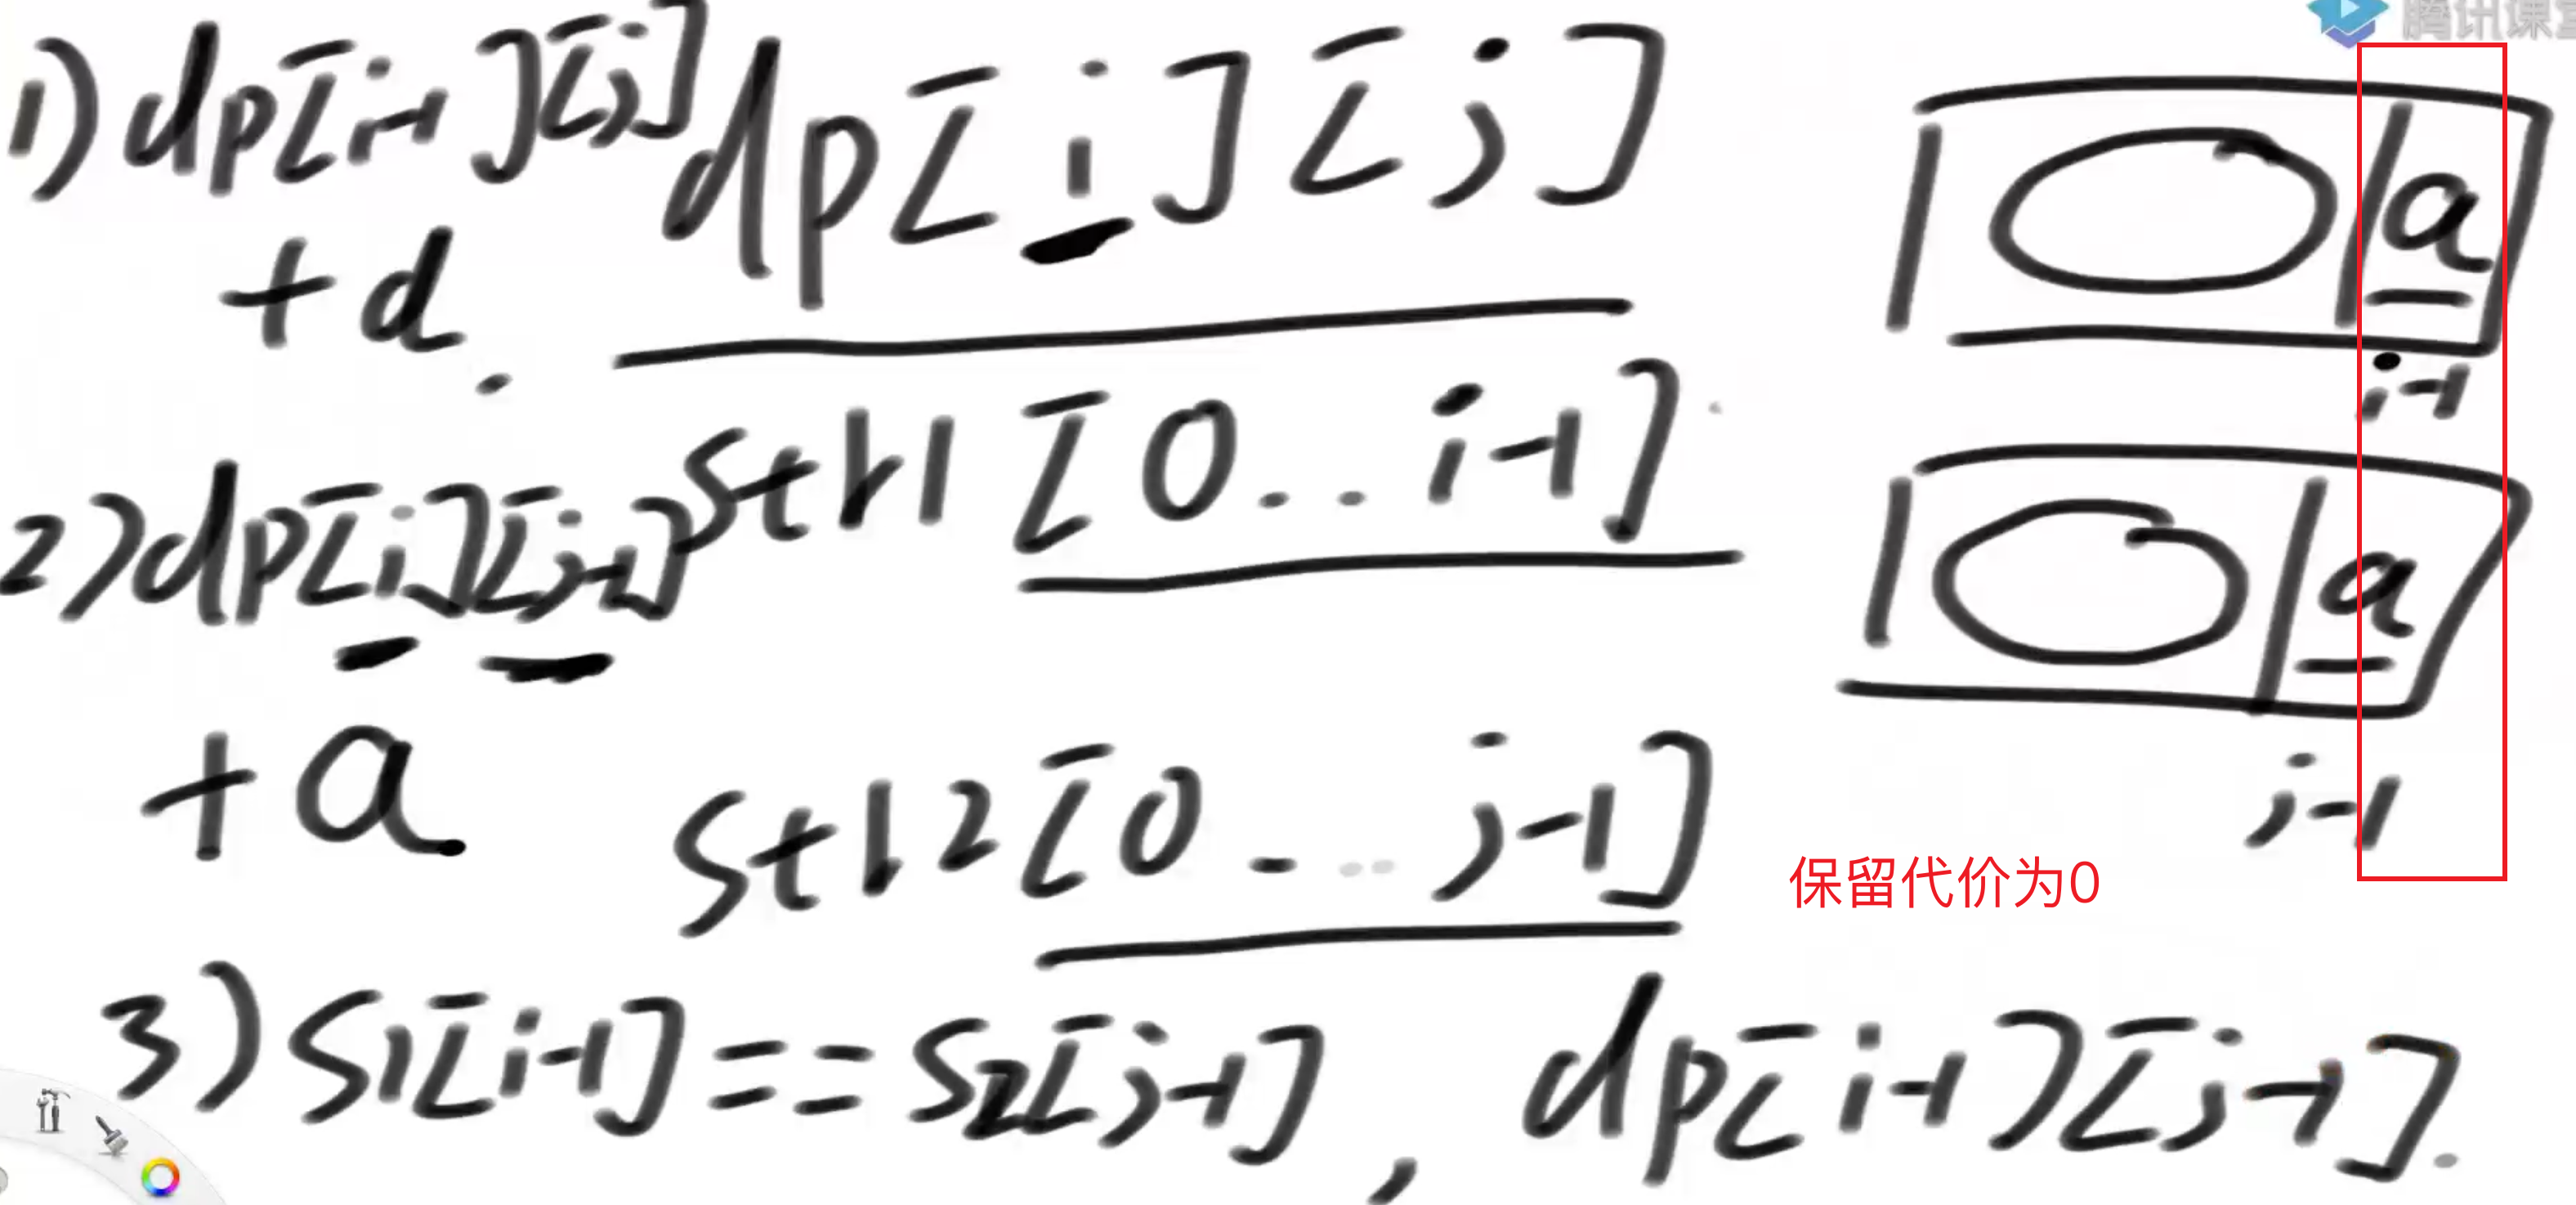 腾讯课堂
1) dp[i-1][j]
+ d.
dp[i][j]
str1[0..i-1]
2) dp[i][j-1]
+ a
str2[0...j-1]
a
i-1
a
j-1
保留代价为0
3) S1[i-1] == S2[j-1], dp[i-1][j-1].